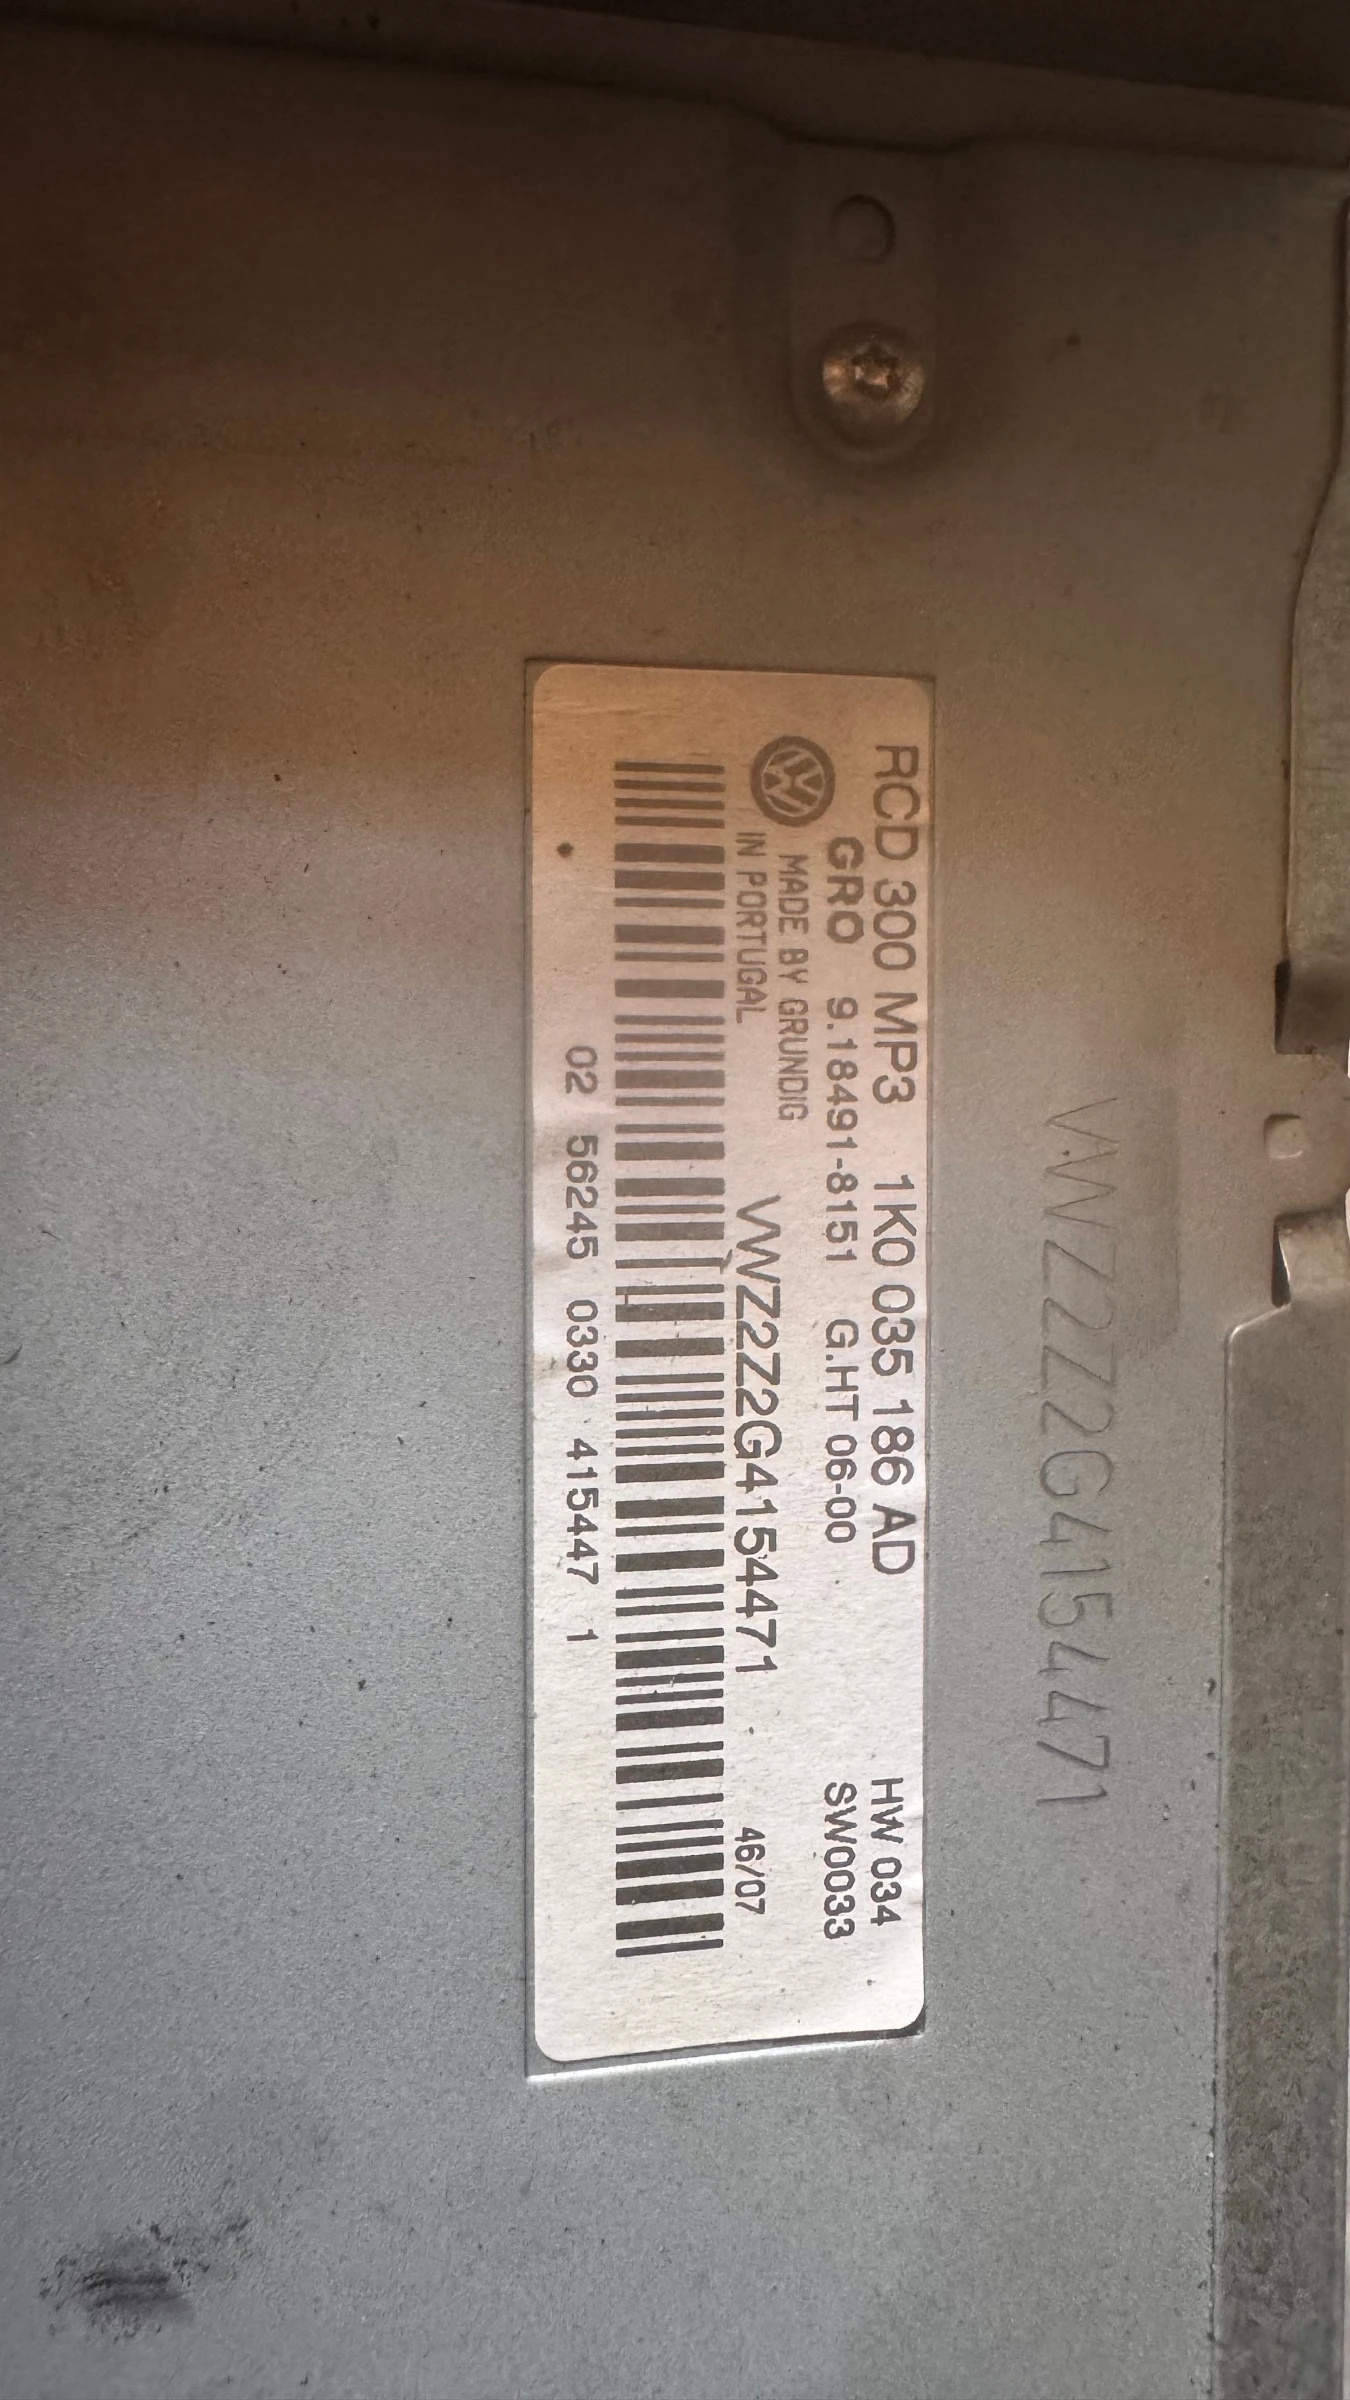 VWZ2Z2G4154471
RCD 300 MP3 1K0 035 186 AD HW 034
GRO 9.18491-8151 G.HT 06-00 SW0033
MADE BY GRUNDIG
IN PORTUGAL
VWZ2Z2G4154471 46/07
02 56245 0330 415447 1